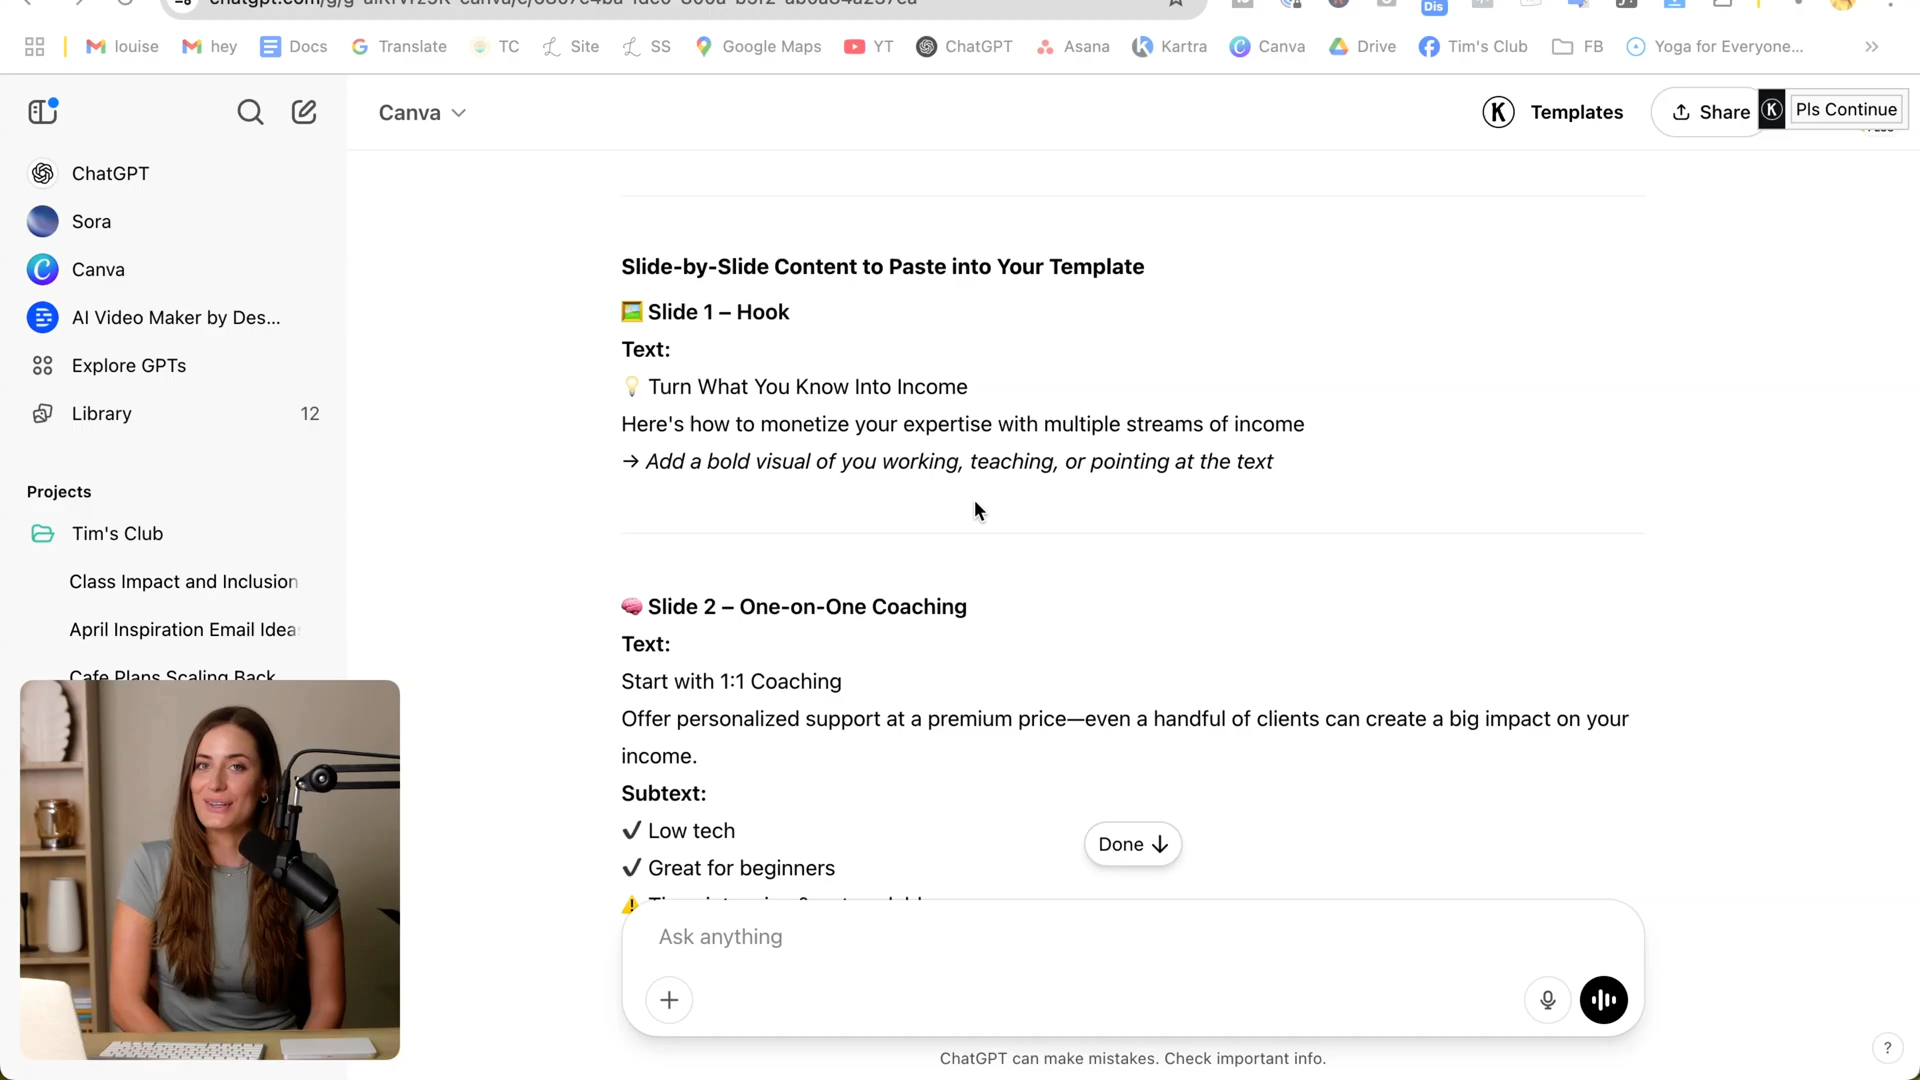 louise
hey
Docs
Translate
TC
Site
SS
Google Maps
YT
ChatGPT
Asana
Kartra
Canva
Drive
Tim's Club
FB
Yoga for Everyone...
Dis
Canva
Templates
Share
Pls Continue
ChatGPT
Sora
Canva
AI Video Maker by Des...
Explore GPTs
Library 12
Projects
Tim's Club
Class Impact and Inclusion
April Inspiration Email Idea
Cafe Plans Scaling Back
Slide-by-Slide Content to Paste into Your Template
🖼️ Slide 1 – Hook
Text:
💡 Turn What You Know Into Income
Here's how to monetize your expertise with multiple streams of income
→ Add a bold visual of you working, teaching, or pointing at the text
🧠 Slide 2 – One-on-One Coaching
Text:
Start with 1:1 Coaching
Offer personalized support at a premium price—even a handful of clients can create a big impact on your
income.
Subtext:
✔ Low tech
✔ Great for beginners
Done ↓
Ask anything
ChatGPT can make mistakes. Check important info.
?